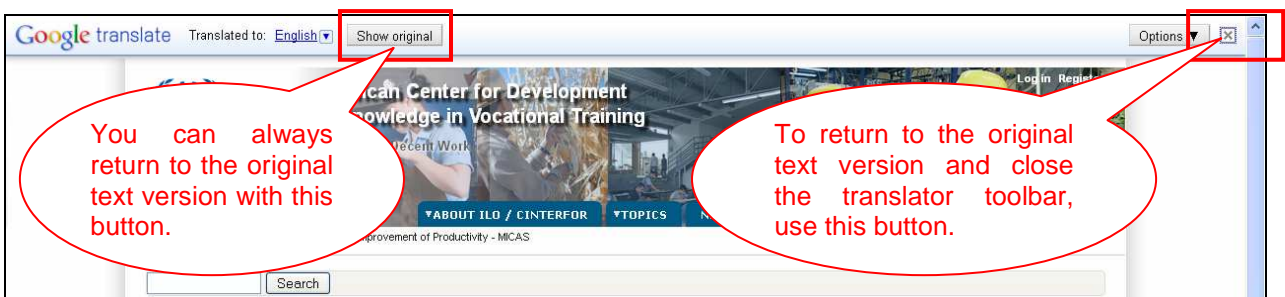 Google translate Translated to: English Show original Options ▼
Log in
can Center for Development
nowledge in Vocational Training
Decent Work
You can always
return to the original
text version with this
button.
To return to the original
text version and close
the translator toolbar,
use this button.
▾ABOUT ILO / CINTERFOR ▾TOPICS
provement of Productivity - MICAS
Search